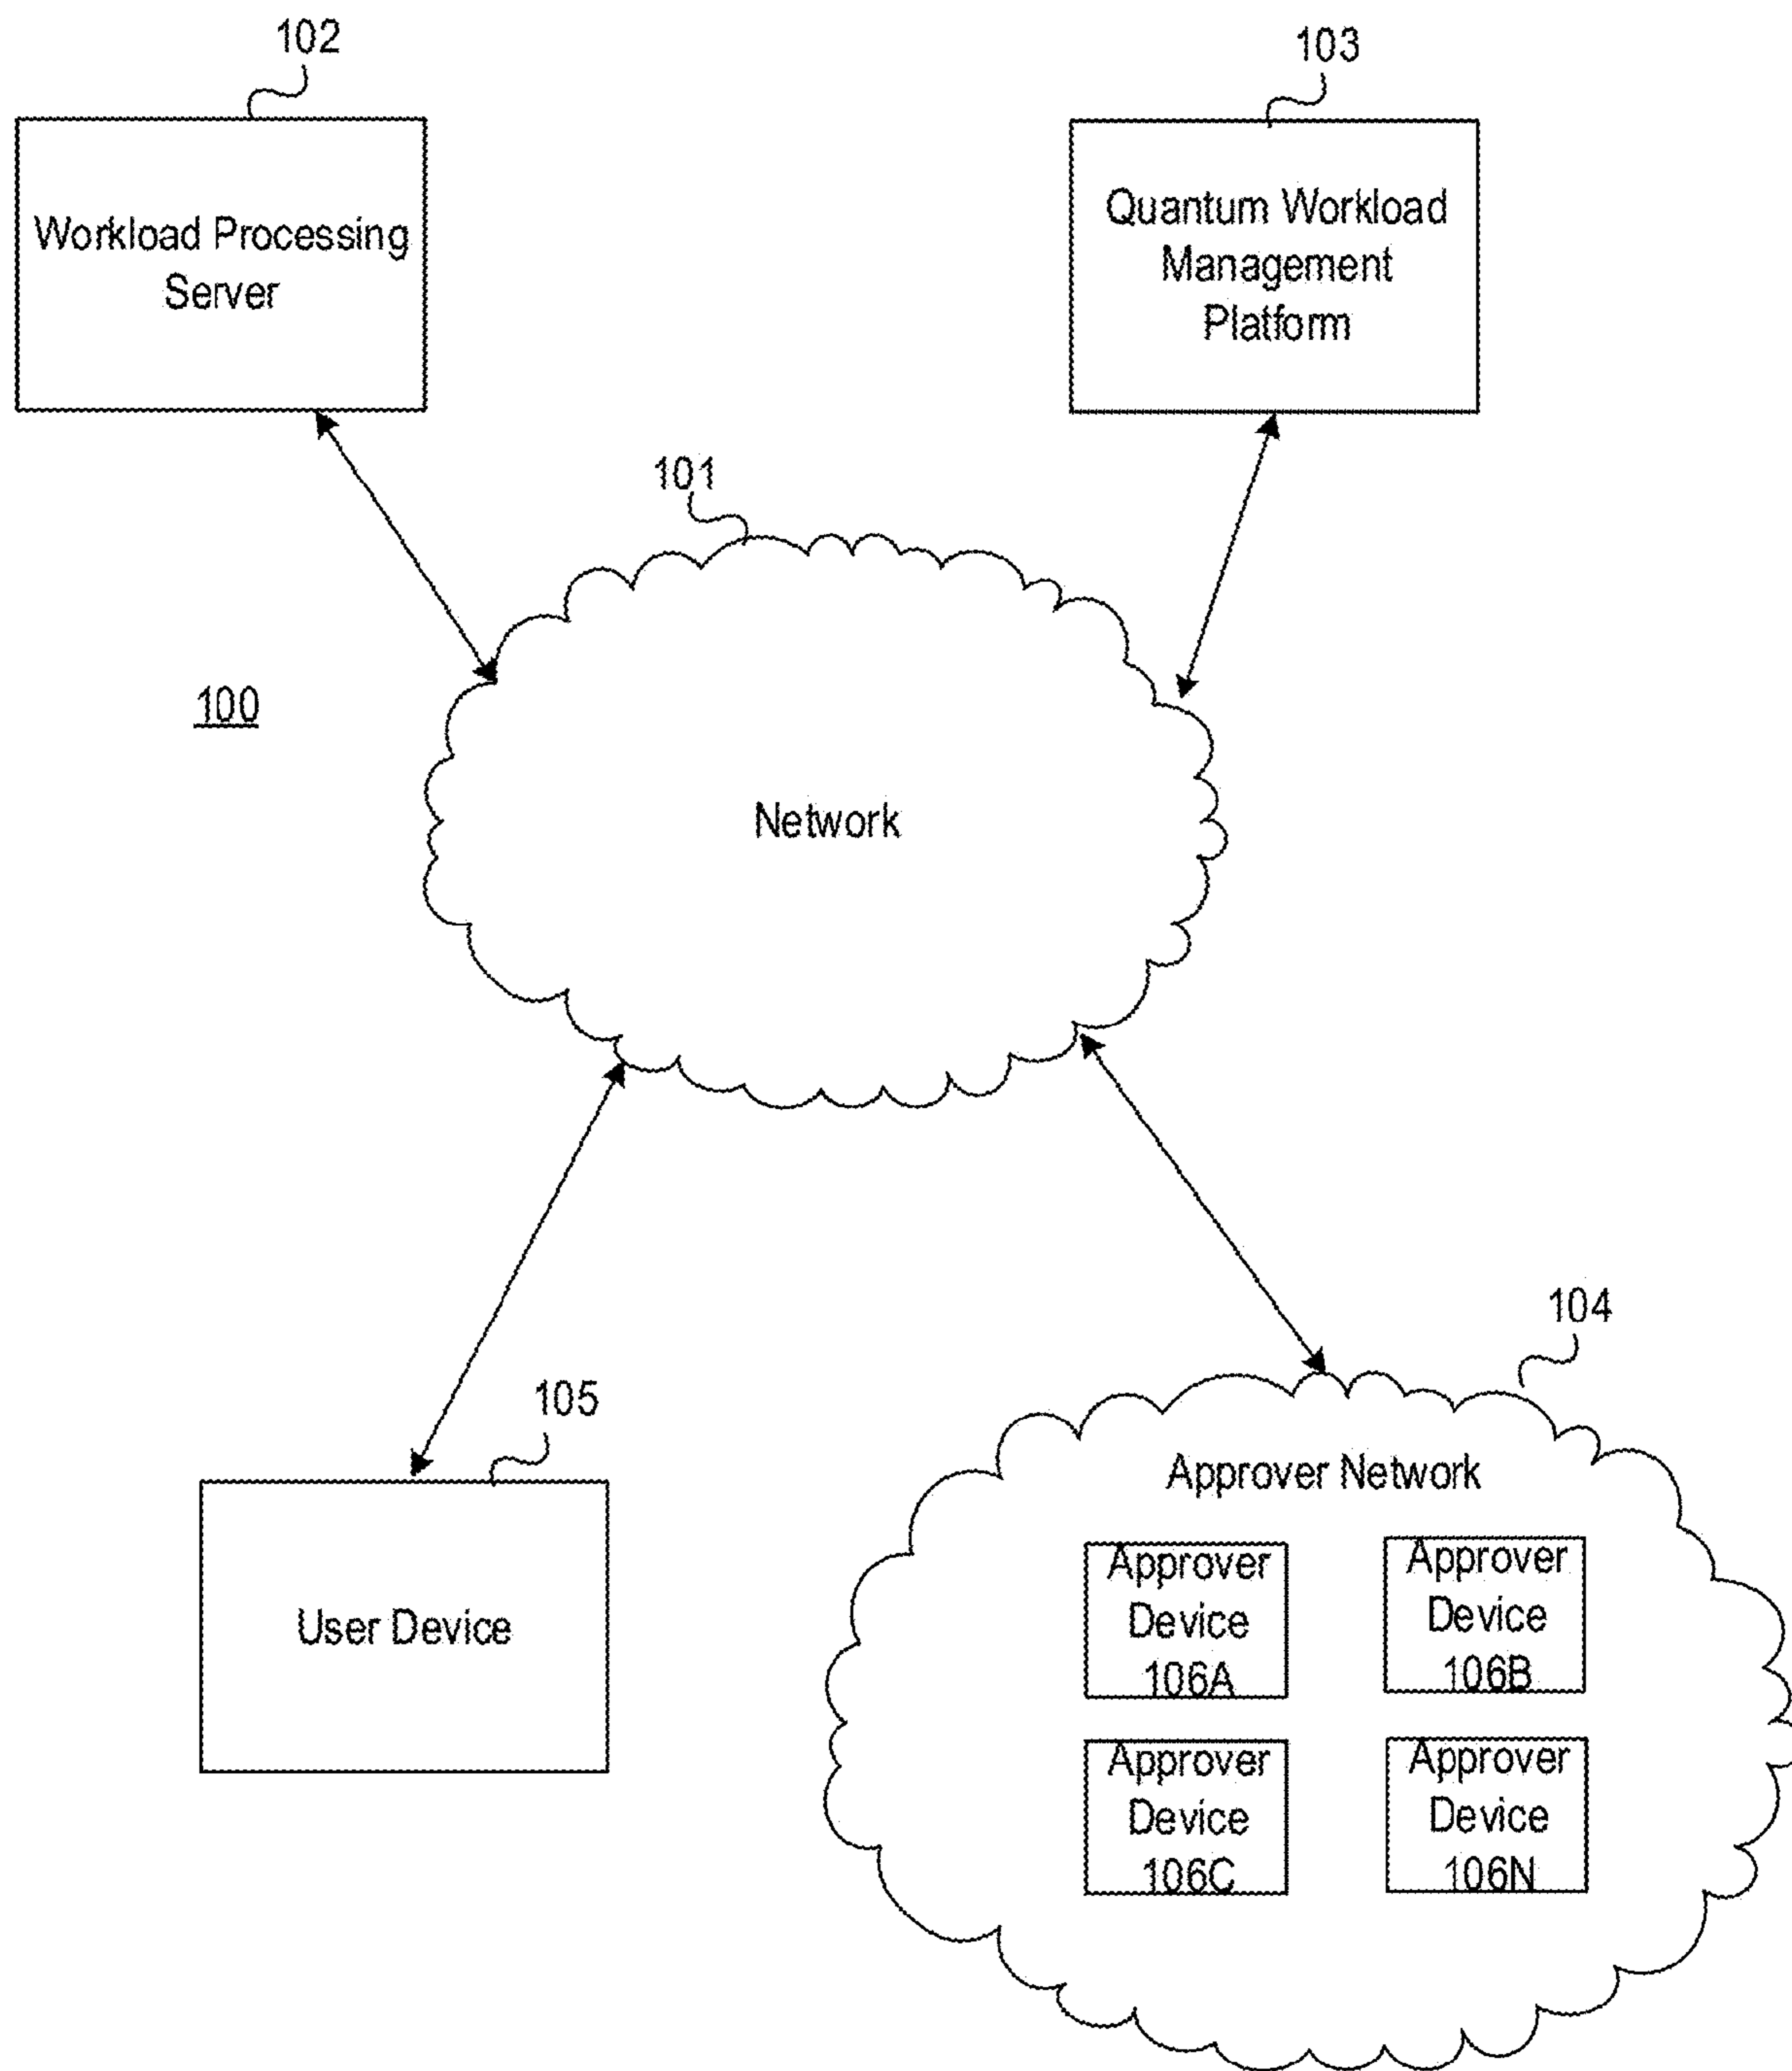 102
103
Workload Processing
Server
Quantum Workload
Management
Platform
101
100
Network
104
105
User Device
Approver Network
Approver
Device
106A
Approver
Device
106B
Approver
Device
106C
Approver
Device
106N